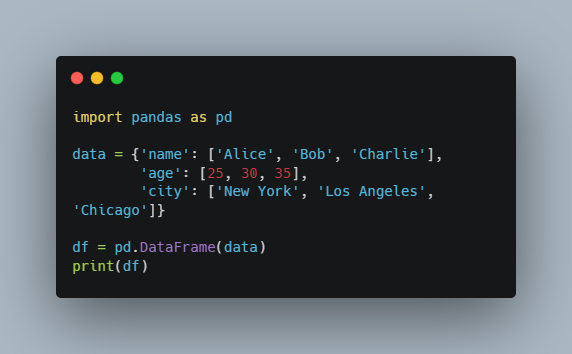 import pandas as pd
data = {'name': ['Alice', 'Bob', 'Charlie'],
        'age': [25, 30, 35],
        'city': ['New York', 'Los Angeles',
'Chicago']}
df = pd.DataFrame(data)
print(df)